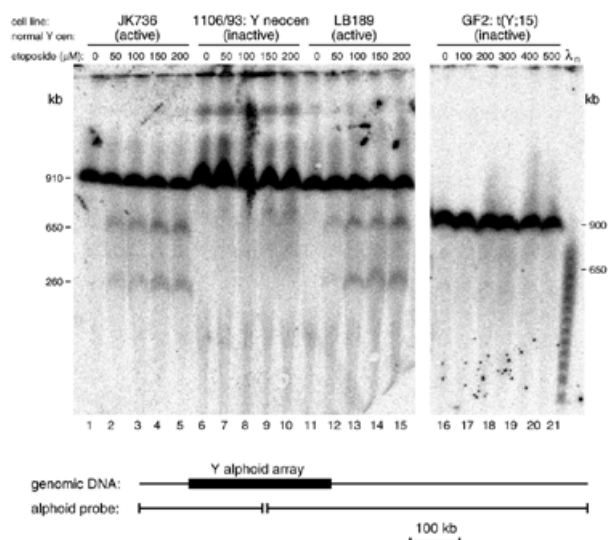 cell line: JK736 1106/93: Y neocen LB189 GF2: t(Y;15)
normal Y cen: (active) (inactive) (active) (inactive)
etoposide (μM): 0 50 100 150 200 0 50 100 150 200 0 50 100 150 200 0 100 200 400 500 λn
kb kb
910 900
650 650
260
1 2 3 4 5 6 7 8 9 10 11 12 13 14 15 16 17 18 19 20 21
Y alphoid array
genomic DNA:
alphoid probe:
100 kb